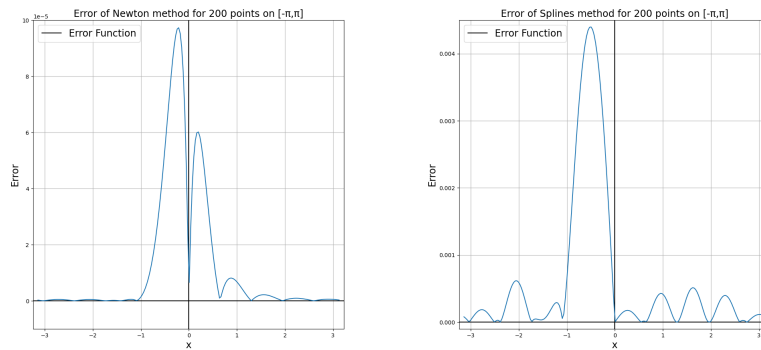 Error of Newton method for 200 points on [-π,π]
1e-5
Error Function
10
8
6
4
2
0
Error
−3 −2 −1 0 1 2 3
x
Error of Splines method for 200 points on [-π,π]
Error Function
0.004
0.003
0.002
0.001
0.000
Error
−3 −2 −1 0 1 2 3
x